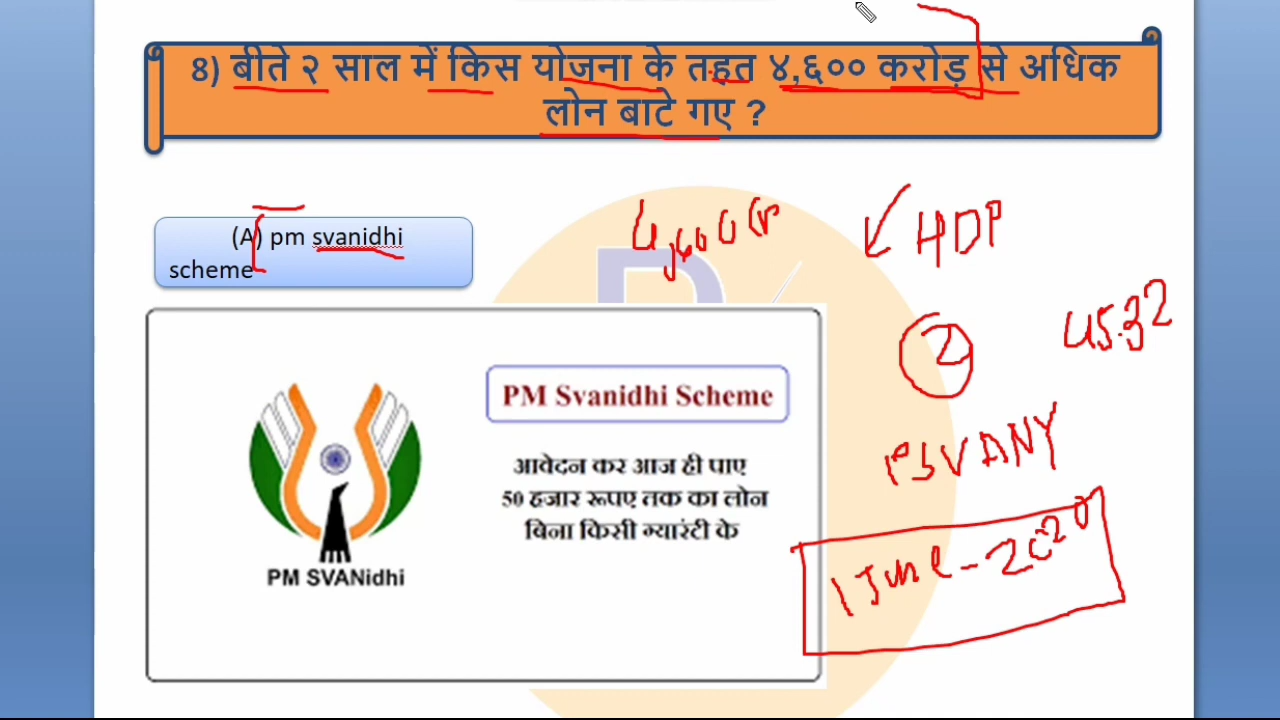 8) बीते २ साल में किस योजना के तहत ४,६०० करोड़ से अधिक
लोन बाटे गए ?
(A) pm svanidhi
scheme
4,600 Cr
HDP
2
45.32
PM Svanidhi Scheme
आवेदन कर आज ही पाए
50 हजार रूपए तक का लोन
बिना किसी ग्यारंटी के
PM SVANidhi
PSVANY
1 June-2020